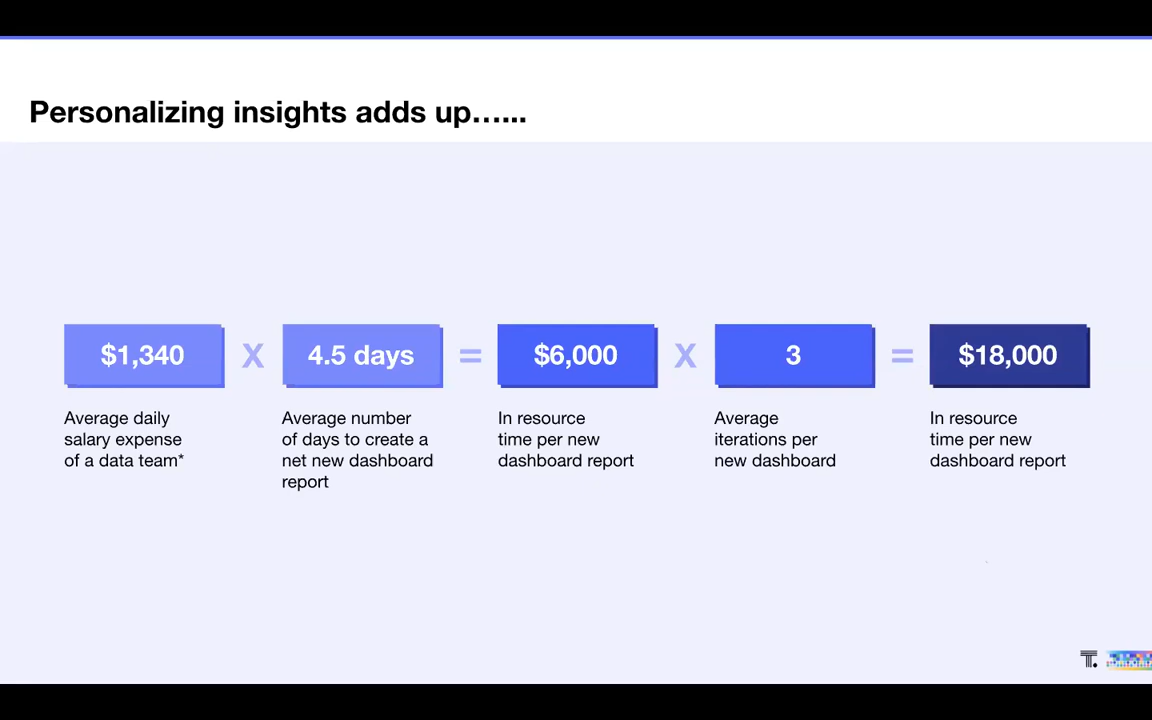 Personalizing insights adds up…...
$1,340 X 4.5 days = $6,000 X 3 = $18,000
Average daily
salary expense
of a data team*
Average number
of days to create a
net new dashboard
report
In resource
time per new
dashboard report
Average
iterations per
new dashboard
In resource
time per new
dashboard report
T.